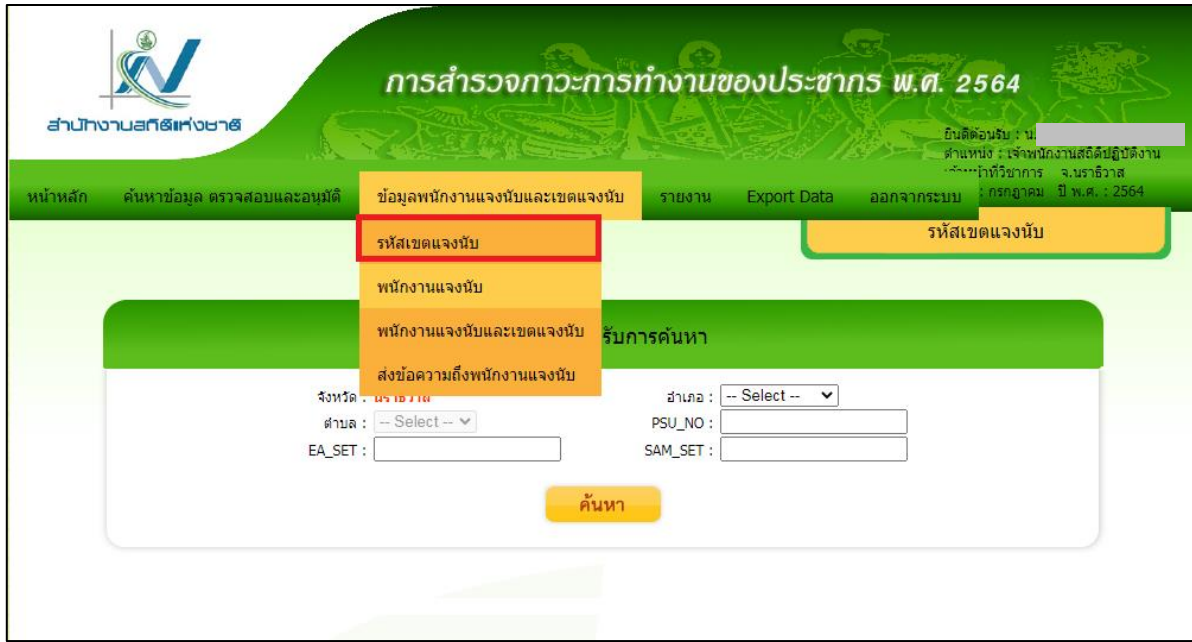 การสำรวจภาวะการทำงานของประชากร พ.ศ. 2564
สำนักงานสถิติแห่งชาติ
ยินดีต้อนรับ : น.
ตำแหน่ง : เจ้าพนักงานสถิติปฏิบัติงาน
จ.นราธิวาส
: กรกฎาคม ปี พ.ศ. : 2564
หน้าหลัก ค้นหาข้อมูล ตรวจสอบและอนุมัติ ข้อมูลพนักงานแจงนับและเขตแจงนับ รายงาน Export Data ออกจากระบบ
รหัสเขตแจงนับ
รหัสเขตแจงนับ
พนักงานแจงนับ
พนักงานแจงนับและเขตแจงนับ
ส่งข้อความถึงพนักงานแจงนับ
รับการค้นหา
จังหวัด : นราธิวาส อำเภอ : -- Select --
ตำบล : -- Select -- PSU_NO :
EA_SET : SAM_SET :
ค้นหา